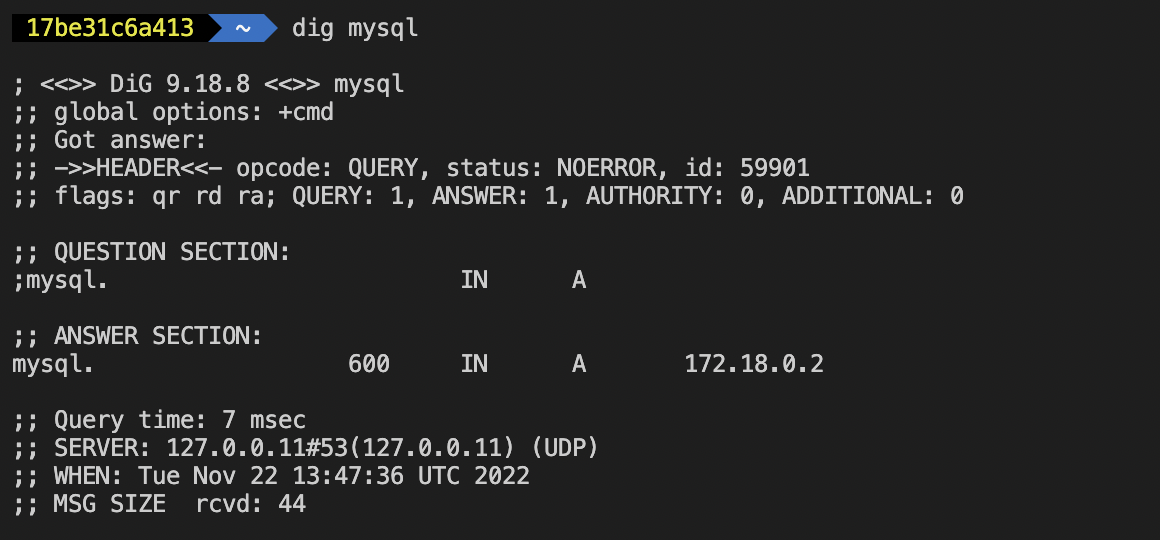 17be31c6a413 ~ dig mysql
; <<>> DiG 9.18.8 <<>> mysql
;; global options: +cmd
;; Got answer:
;; ->>HEADER<<- opcode: QUERY, status: NOERROR, id: 59901
;; flags: qr rd ra; QUERY: 1, ANSWER: 1, AUTHORITY: 0, ADDITIONAL: 0
;; QUESTION SECTION:
;mysql. IN A
;; ANSWER SECTION:
mysql. 600 IN A 172.18.0.2
;; Query time: 7 msec
;; SERVER: 127.0.0.11#53(127.0.0.11) (UDP)
;; WHEN: Tue Nov 22 13:47:36 UTC 2022
;; MSG SIZE  rcvd: 44